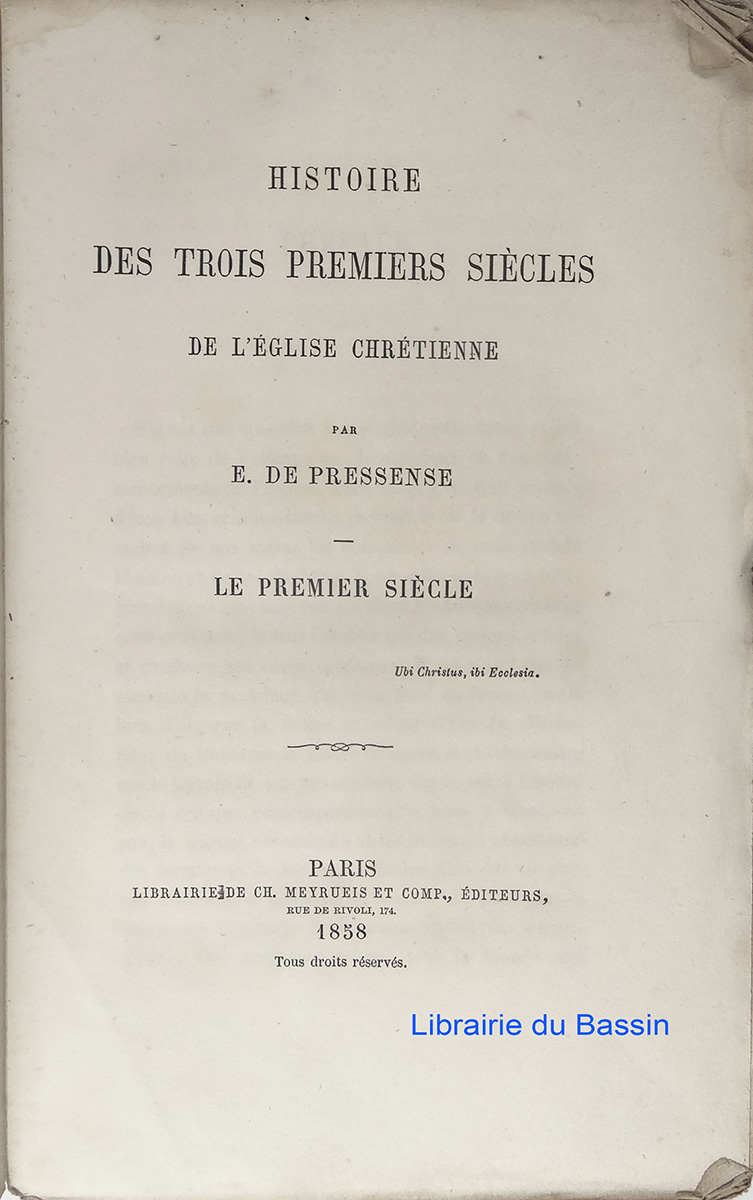 HISTOIRE
DES TROIS PREMIERS SIÈCLES
DE L'ÉGLISE CHRÉTIENNE
PAR
E. DE PRESSENSE
LE PREMIER SIÈCLE
Ubi Christus, ibi Ecclesia.
PARIS
LIBRAIRIE DE CH. MEYRUEIS ET COMP., ÉDITEURS,
RUE DE RIVOLI, 174.
1858
Tous droits réservés.
Librairie du Bassin